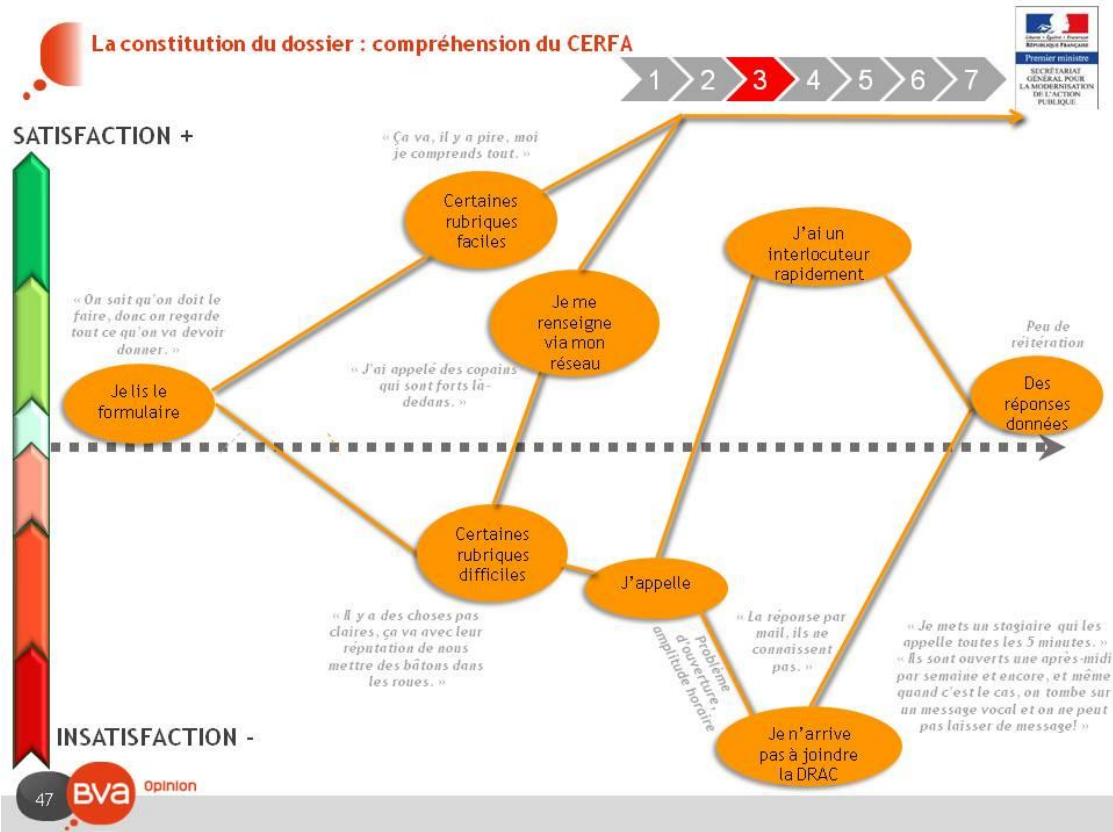 La constitution du dossier : compréhension du CERFA
1 2 3 4 5 6 7
Liberté • Égalité • Fraternité
RÉPUBLIQUE FRANÇAISE
Premier ministre
SECRÉTARIAT
GÉNÉRAL POUR
LA MODERNISATION
DE L'ACTION
PUBLIQUE
SATISFACTION +
« Ça va, il y a pire, moi
je comprends tout. »
Certaines
rubriques
faciles
J'ai un
interlocuteur
rapidement
« On sait qu'on doit le
faire, donc on regarde
tout ce qu'on va devoir
donner. »
Je me
renseigne
via mon
réseau
Peu de
réitération
« J'ai appelé des copains
qui sont forts là-
dedans. »
Je lis le
formulaire
Des
réponses
données
Certaines
rubriques
difficiles
J'appelle
« Il y a des choses pas
claires, ça va avec leur
réputation de nous
mettre des bâtons dans
les roues. »
Problème
d'ouverture,
amplitude horaire
« La réponse par
mail, ils ne
connaissent
pas. »
« Je mets un stagiaire qui les
appelle toutes les 5 minutes. »
« Ils sont ouverts une après-midi
par semaine et encore, et même
quand c'est le cas, on tombe sur
un message vocal et on ne peut
pas laisser de message! »
Je n'arrive
pas à joindre
la DRAC
INSATISFACTION -
47 BVA Opinion